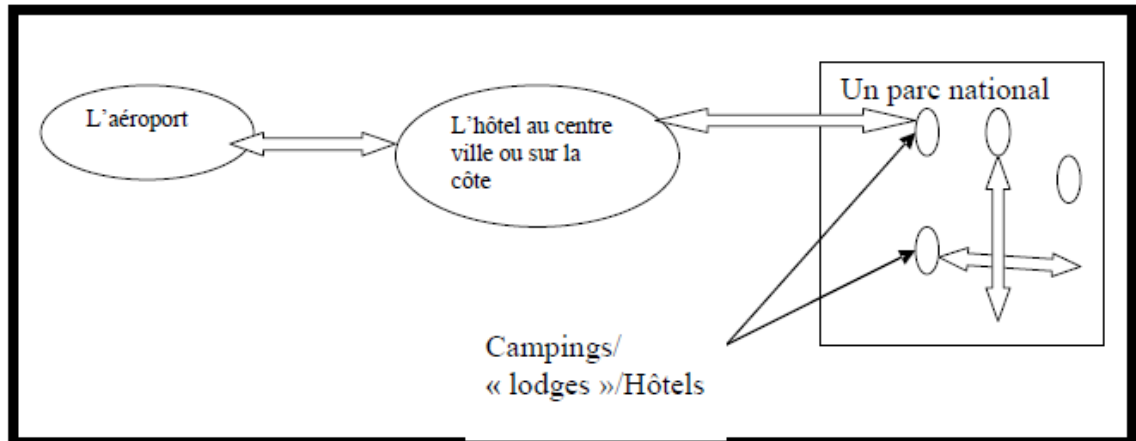 L'aéroport
L'hôtel au centre
ville ou sur la
côte
Un parc national
Campings/
« lodges »/Hôtels